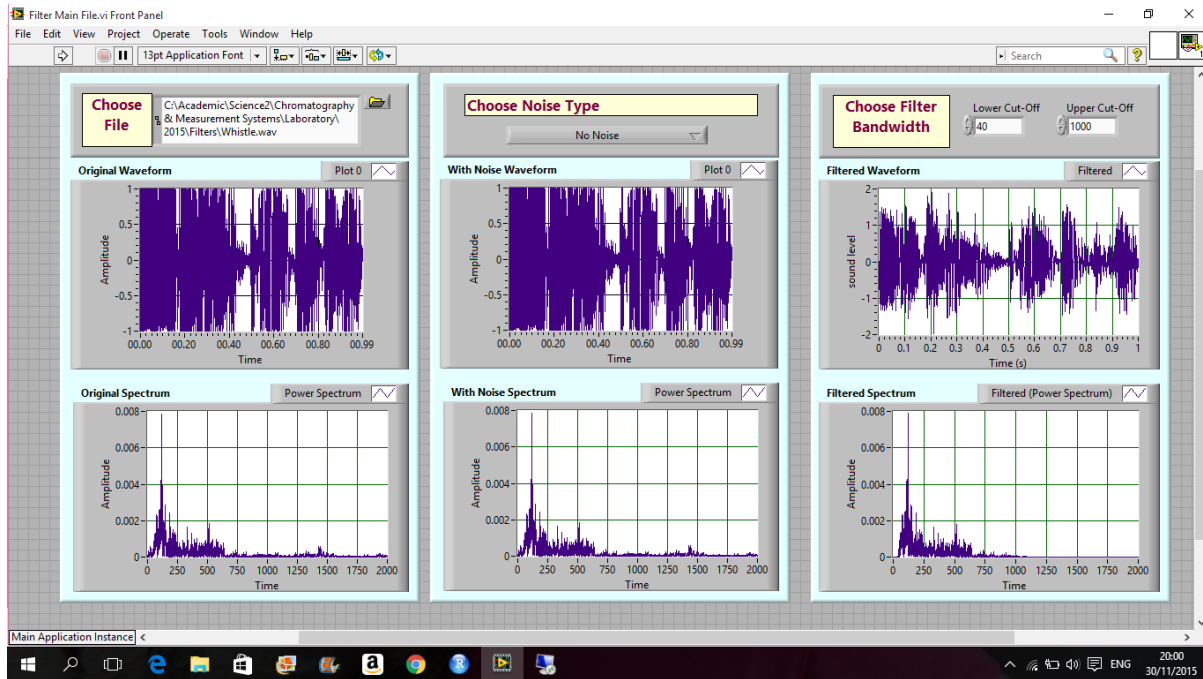 Filter Main File.vi Front Panel
File Edit View Project Operate Tools Window Help
13pt Application Font
Search
1
Choose
File
C:\Academic\Science2\Chromatography
& Measurement Systems\Laboratory\
2015\Filters\Whistle.wav
Original Waveform
Plot 0
1
0.5
0
-0.5
-1
Amplitude
00.00 00.20 00.40 00.60 00.80 00.99
Time
Original Spectrum
Power Spectrum
0.008
0.006
0.004
0.002
0
Amplitude
0 250 500 750 1000 1250 1500 1750 2000
Time
Choose Noise Type
No Noise
With Noise Waveform
Plot 0
1
0.5
0
-0.5
-1
Amplitude
00.00 00.20 00.40 00.60 00.80 00.99
Time
With Noise Spectrum
Power Spectrum
0.008
0.006
0.004
0.002
0
Amplitude
0 250 500 750 1000 1250 1500 1750 2000
Time
Choose Filter
Bandwidth
Lower Cut-Off
40
Upper Cut-Off
1000
Filtered Waveform
Filtered
2
1
0
-1
-2
sound level
0 0.1 0.2 0.3 0.4 0.5 0.6 0.7 0.8 0.9 1
Time (s)
Filtered Spectrum
Filtered (Power Spectrum)
0.008
0.006
0.004
0.002
0
Amplitude
0 250 500 750 1000 1250 1500 1750 2000
Time
Main Application Instance
ENG
20:00
30/11/2015